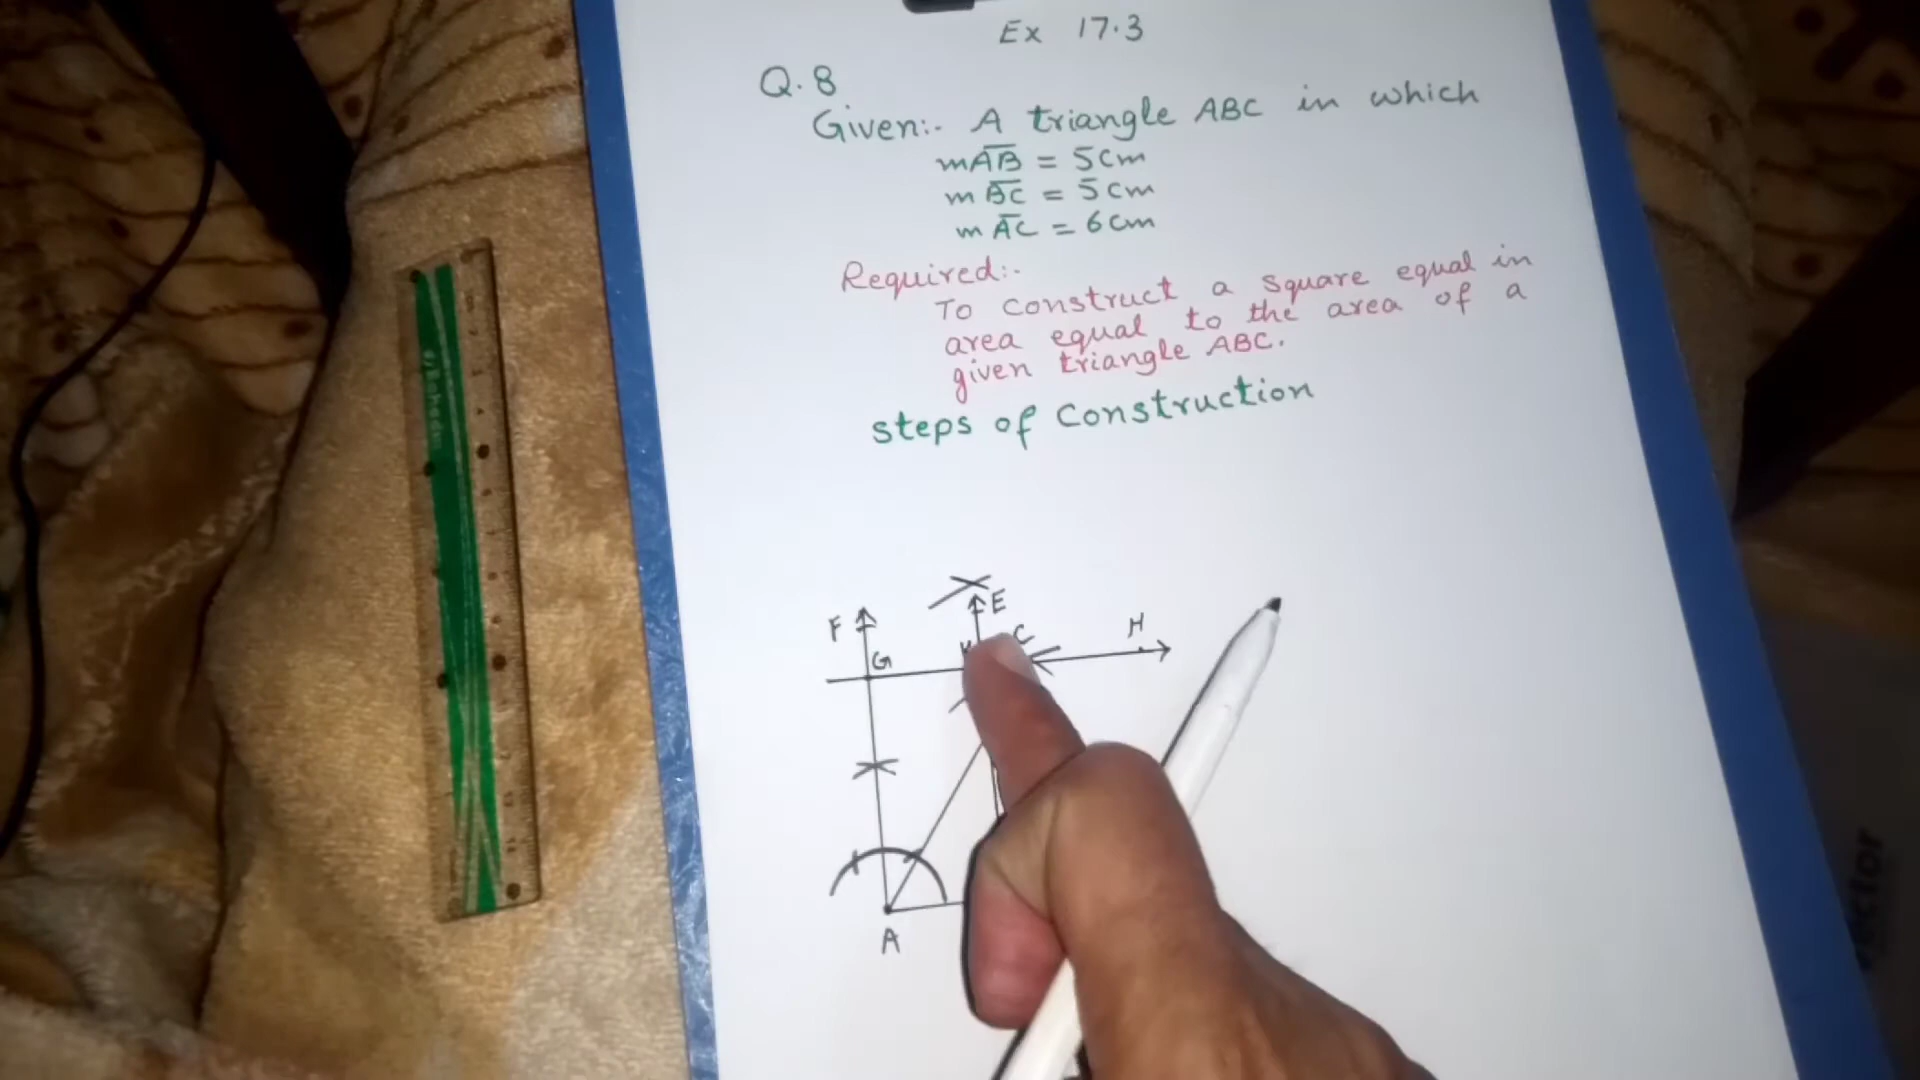 Ex 17.3
Q.8
Given:- A triangle ABC in which
mAB = 5cm
mBC = 5cm
mAC = 6cm
Required:-
To construct a square equal in
area equal to the area of a
given triangle ABC.
steps of Construction
E
F
C
H
G
A